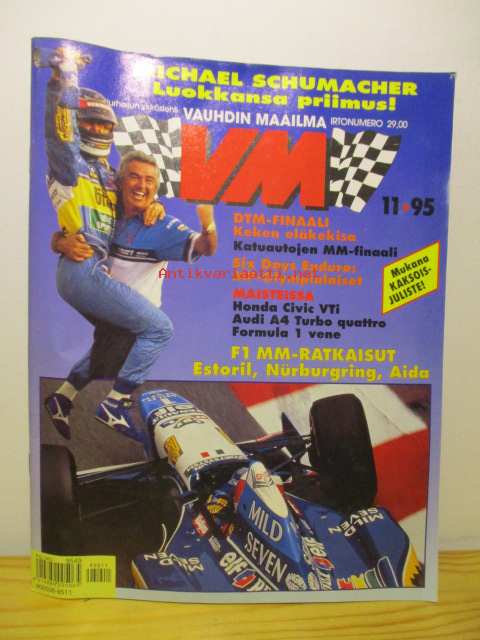 MICHAEL SCHUMACHER
Luokkansa priimus!
VAUHDIN MAAILMA
IRTONUMERO 29,00
VM
11•95
DTM-FINAALI
Keken eläkekisa
Katuautojen MM-finaali
Six Days Enduro:
MAISTEISSA
Honda Civic VTi
Audi A4 Turbo quattro
Formula 1 vene
Mukana
KAKSOIS-
JULISTE!
F1 MM-RATKAISUT
Estoril, Nürburgring, Aida
MILD
SEVEN
MILD
SEVEN
elf